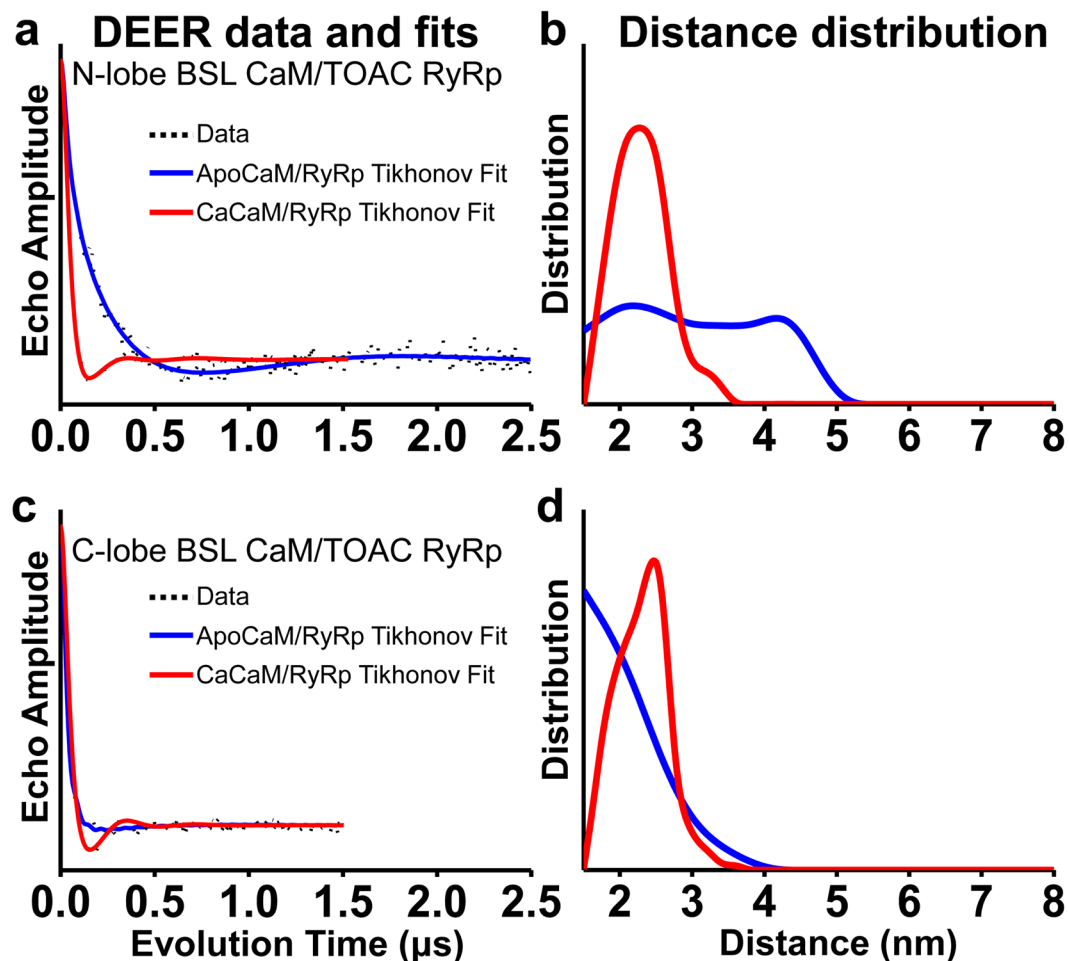 a DEER data and fits
N-lobe BSL CaM/TOAC RyRp
Data
ApoCaM/RyRp Tikhonov Fit
CaCaM/RyRp Tikhonov Fit
Echo Amplitude
0.0 0.5 1.0 1.5 2.0 2.5
b Distance distribution
Distribution
2 3 4 5 6 7 8
c
C-lobe BSL CaM/TOAC RyRp
Data
ApoCaM/RyRp Tikhonov Fit
CaCaM/RyRp Tikhonov Fit
Echo Amplitude
0.0 0.5 1.0 1.5 2.0 2.5
Evolution Time (μs)
d
Distribution
2 3 4 5 6 7 8
Distance (nm)